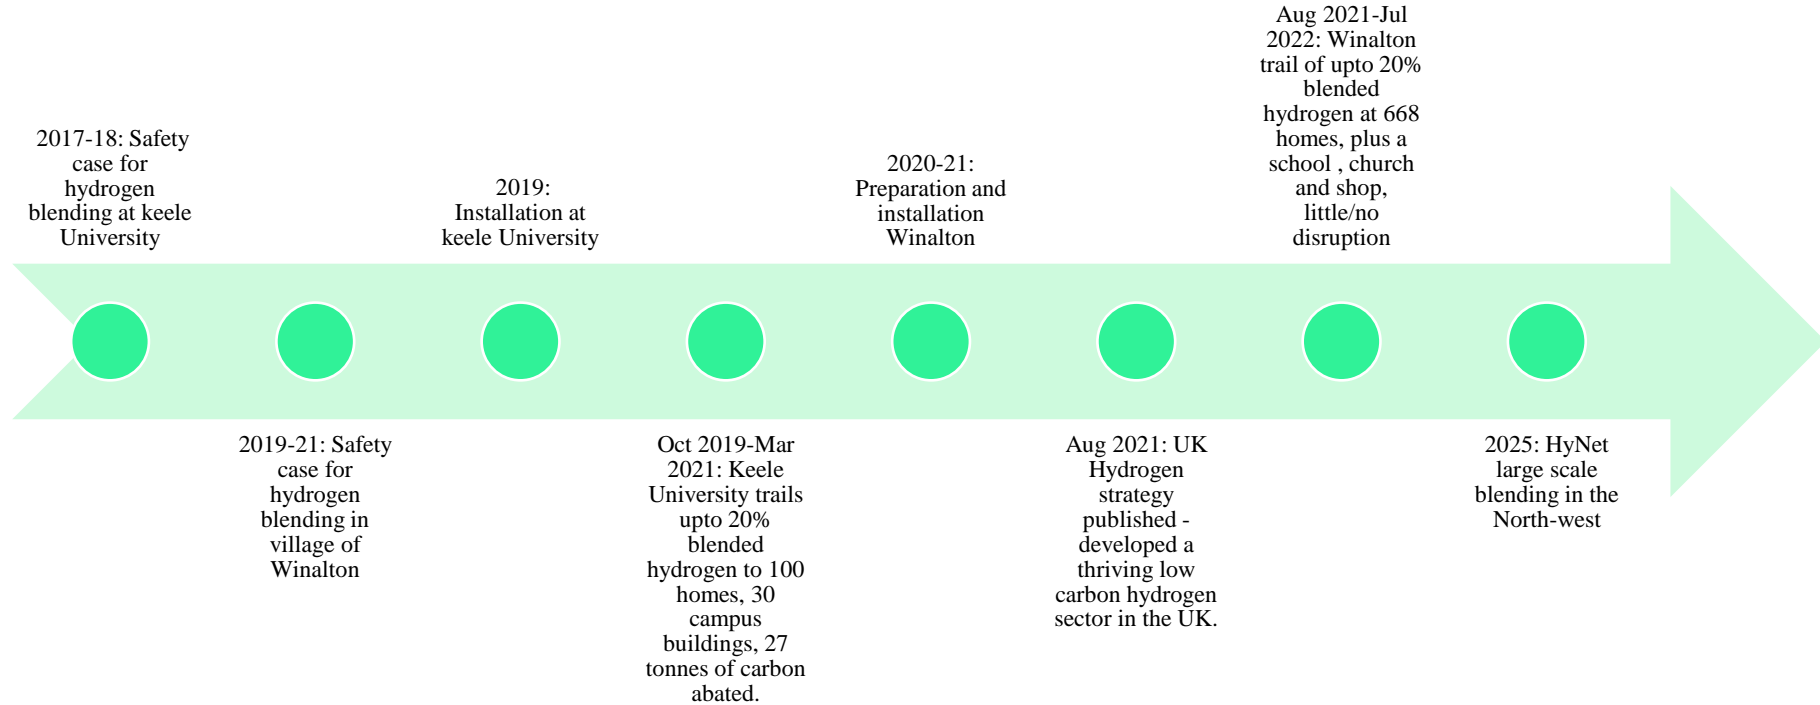 2017-18: Safety
case for
hydrogen
blending at keele
University
2019-21: Safety
case for
hydrogen
blending in
village of
Winalton
2019:
Installation at
keele University
Oct 2019-Mar
2021: Keele
University trails
upto 20%
blended
hydrogen to 100
homes, 30
campus
buildings, 27
tonnes of carbon
abated.
2020-21:
Preparation and
installation
Winalton
Aug 2021: UK
Hydrogen
strategy
published -
developed a
thriving low
carbon hydrogen
sector in the UK.
Aug 2021-Jul
2022: Winalton
trail of upto 20%
blended
hydrogen at 668
homes, plus a
school , church
and shop,
little/no
disruption
2025: HyNet
large scale
blending in the
North-west